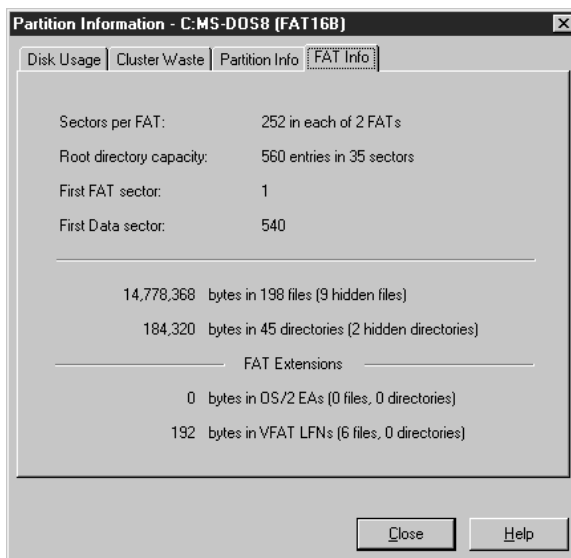 Partition Information - C:MS-DOS8 (FAT16B)
Disk Usage Cluster Waste Partition Info FAT Info
Sectors per FAT: 252 in each of 2 FATs
Root directory capacity: 560 entries in 35 sectors
First FAT sector: 1
First Data sector: 540
14,778,368 bytes in 198 files (9 hidden files)
184,320 bytes in 45 directories (2 hidden directories)
FAT Extensions
0 bytes in OS/2 EAs (0 files, 0 directories)
192 bytes in VFAT LFNs (6 files, 0 directories)
Close Help